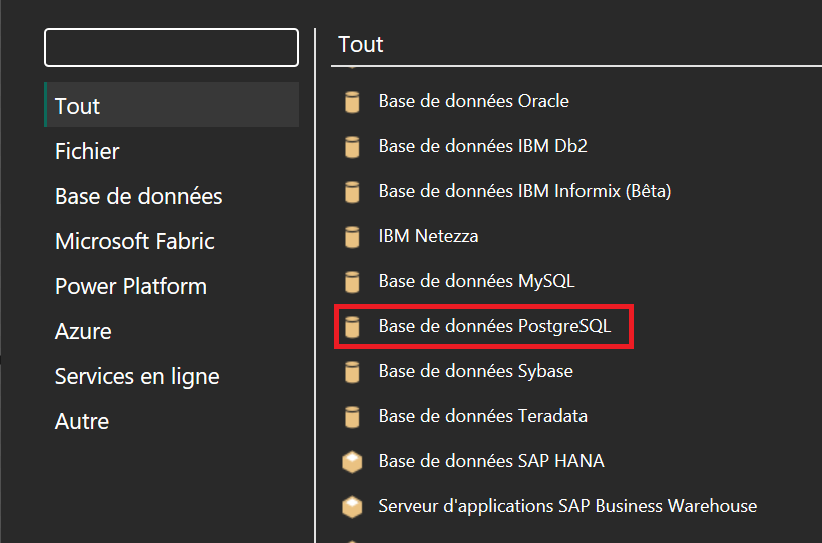 Tout
Fichier
Base de données
Microsoft Fabric
Power Platform
Azure
Services en ligne
Autre
Tout
Base de données Oracle
Base de données IBM Db2
Base de données IBM Informix (Bêta)
IBM Netezza
Base de données MySQL
Base de données PostgreSQL
Base de données Sybase
Base de données Teradata
Base de données SAP HANA
Serveur d'applications SAP Business Warehouse